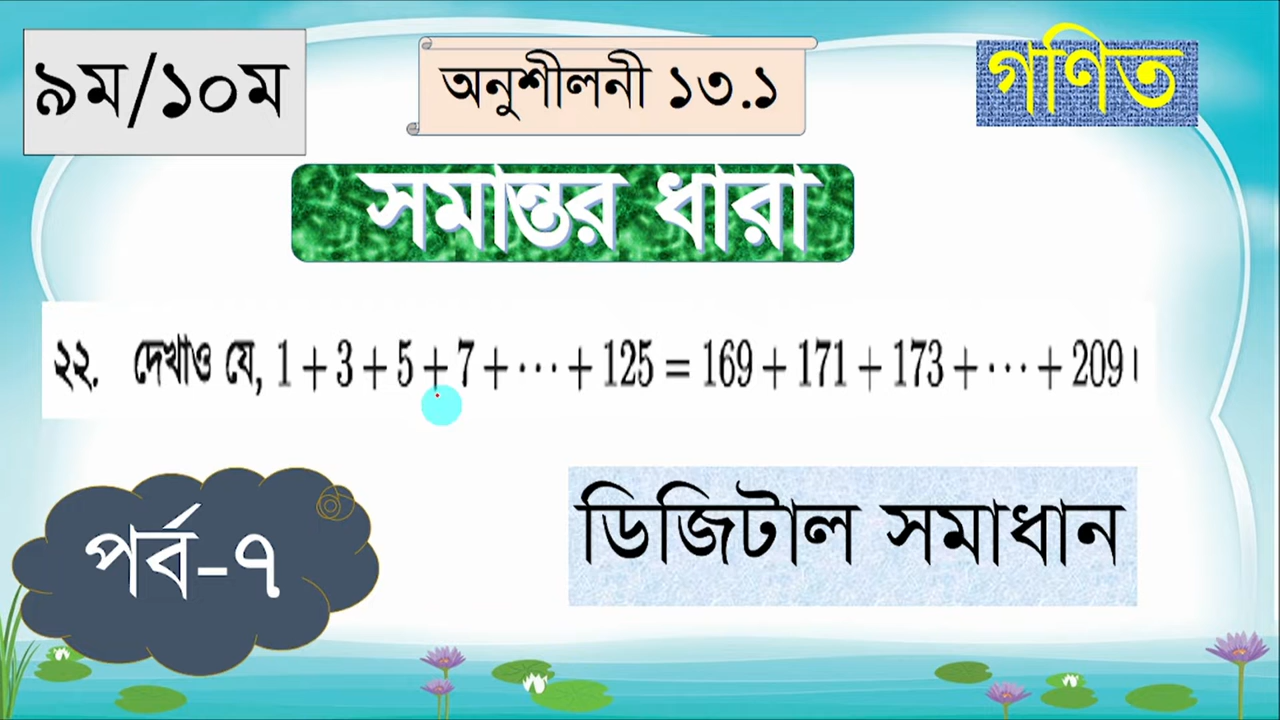 ৯ম/১০ম
অনুশীলনী ১৩.১
গণিত
সমান্তর ধারা
২২. দেখাও যে, 1 + 3 + 5 + 7 + ⋯ + 125 = 169 + 171 + 173 + ⋯ + 209।
পর্ব-৭
ডিজিটাল সমাধান